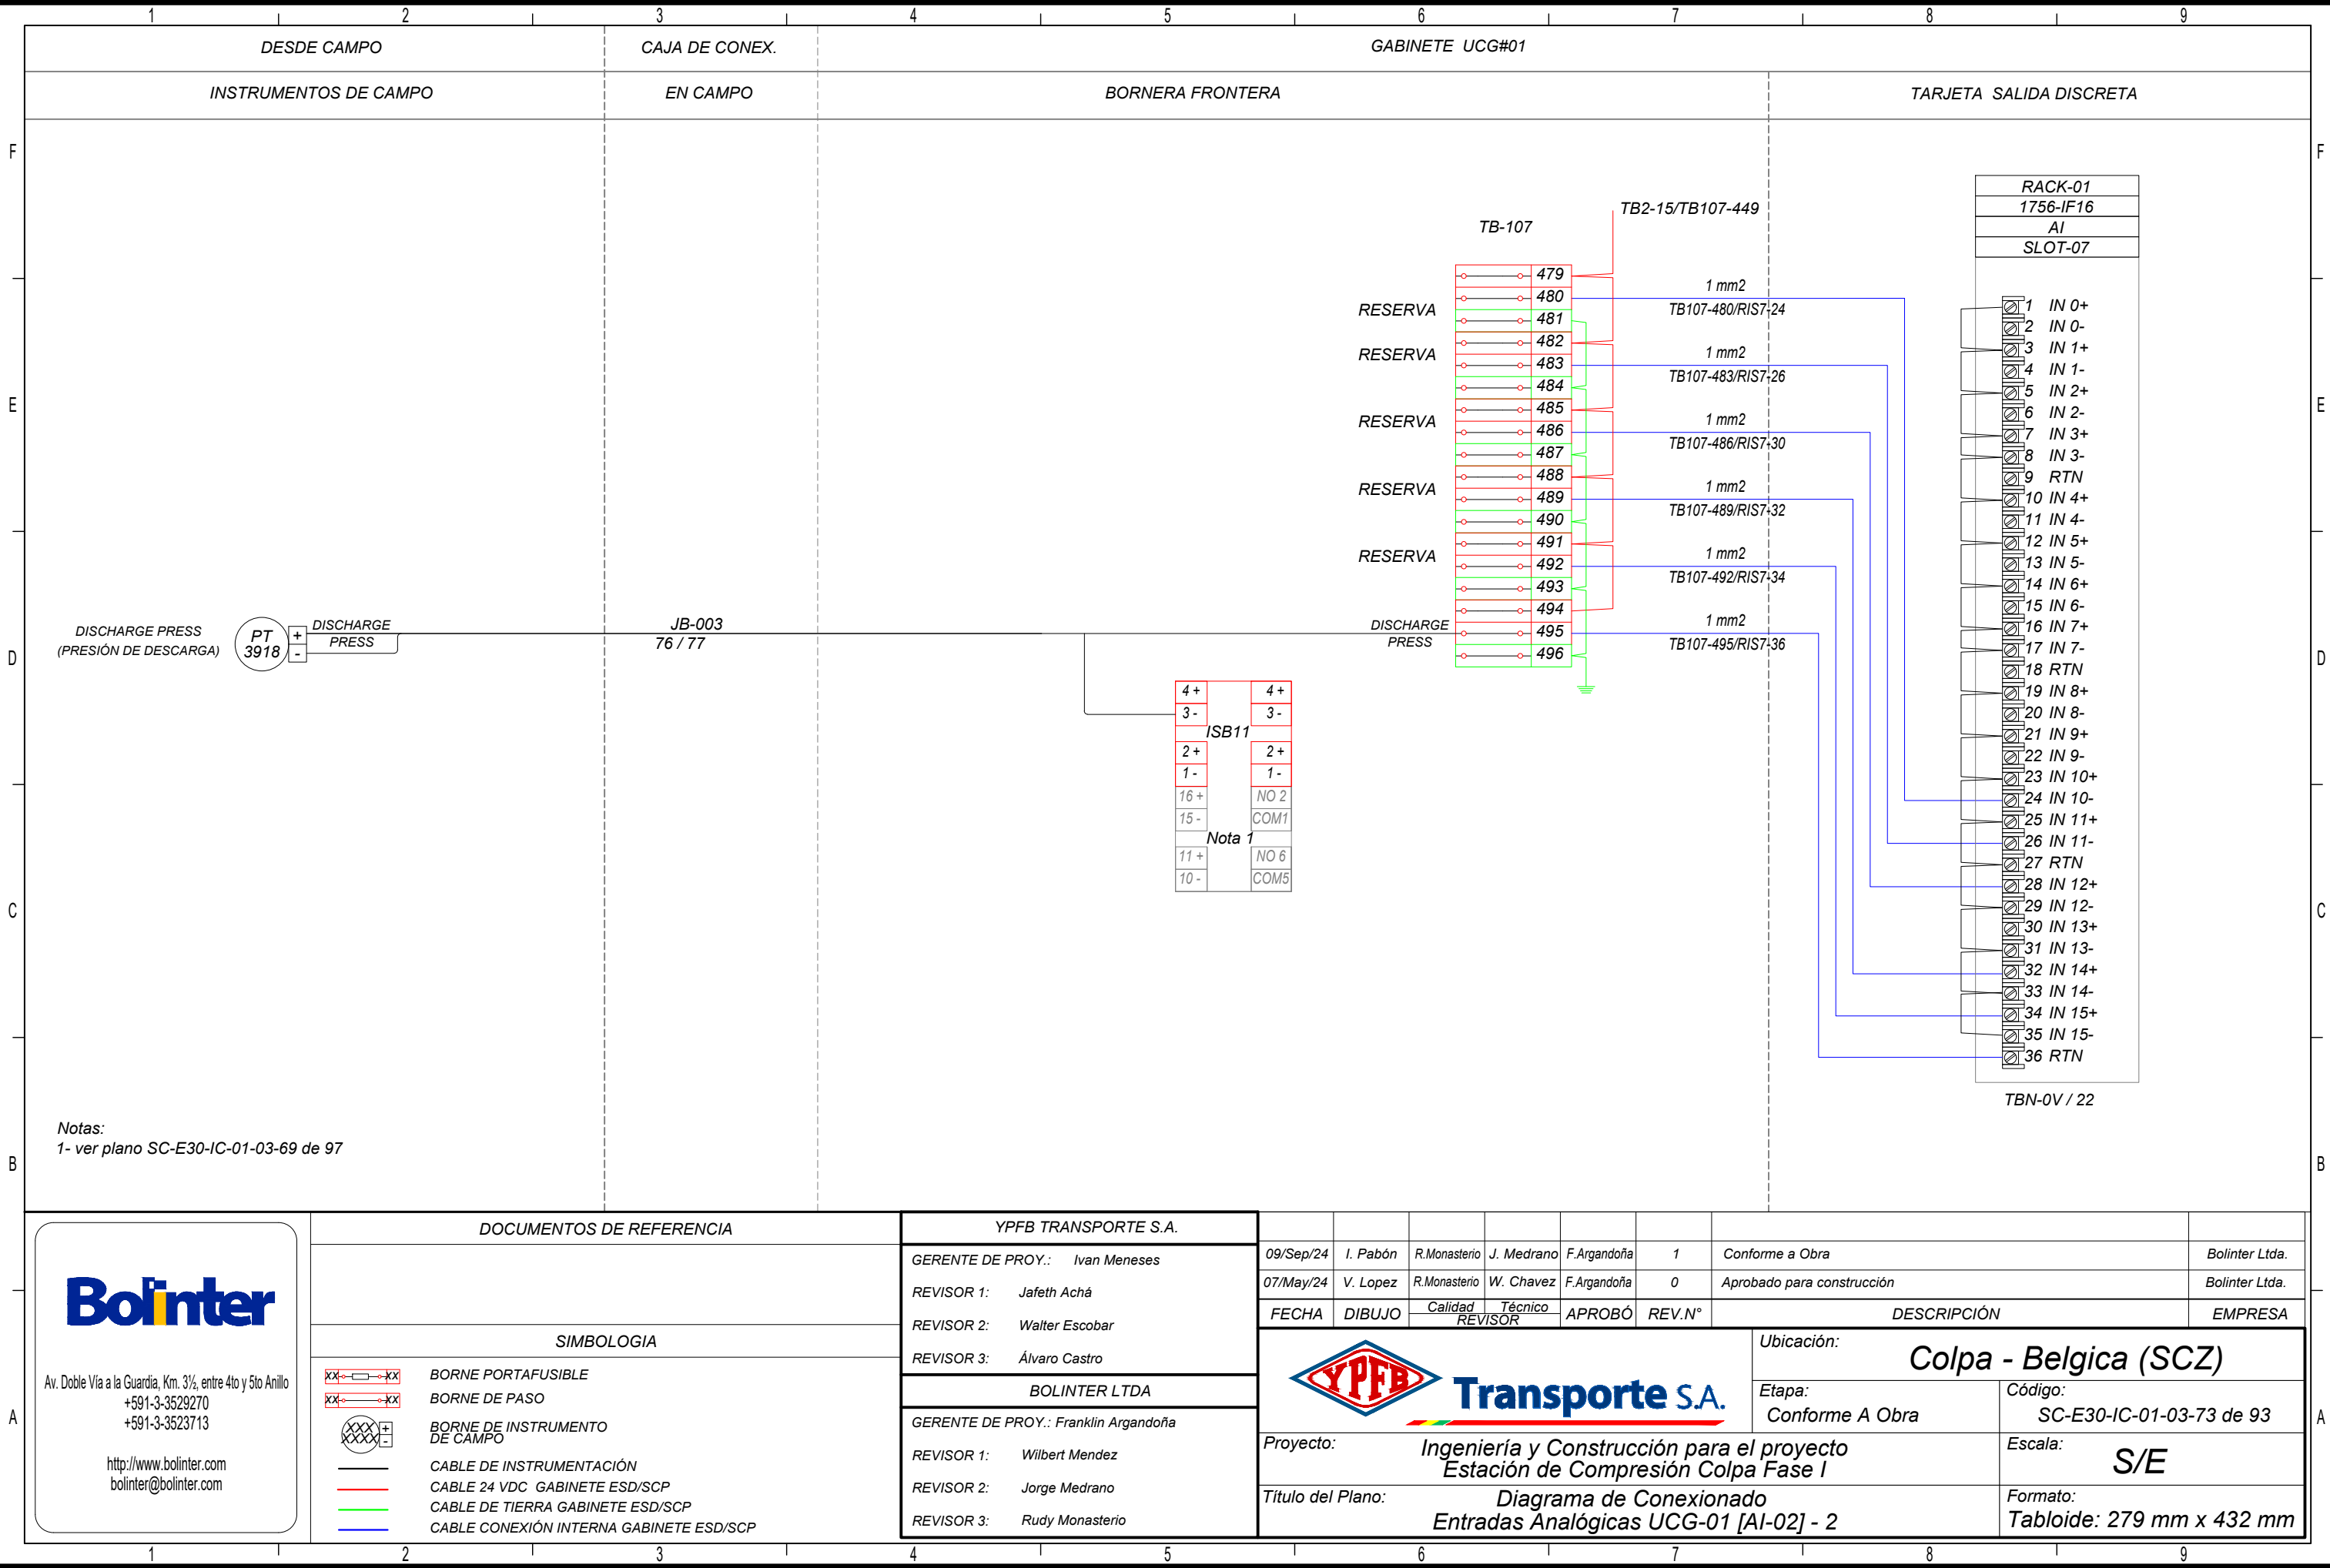 1 2 3 4 5 6 7 8 9
DESDE CAMPO
CAJA DE CONEX.
GABINETE UCG#01
INSTRUMENTOS DE CAMPO
EN CAMPO
BORNERA FRONTERA
TARJETA SALIDA DISCRETA
F
F
E
E
D
D
C
C
B
B
A
A
RACK-01
1756-IF16
AI
SLOT-07
TB-107
TB2-15/TB107-449
479
480
481
482
483
484
485
486
487
488
489
490
491
492
493
494
495
496
RESERVA
RESERVA
RESERVA
RESERVA
RESERVA
DISCHARGE
PRESS
1 mm2
TB107-480/RIS7-24
1 mm2
TB107-483/RIS7-26
1 mm2
TB107-486/RIS7-30
1 mm2
TB107-489/RIS7-32
1 mm2
TB107-492/RIS7-34
1 mm2
TB107-495/RIS7-36
1 IN 0+
2 IN 0-
3 IN 1+
4 IN 1-
5 IN 2+
6 IN 2-
7 IN 3+
8 IN 3-
9 RTN
10 IN 4+
11 IN 4-
12 IN 5+
13 IN 5-
14 IN 6+
15 IN 6-
16 IN 7+
17 IN 7-
18 RTN
19 IN 8+
20 IN 8-
21 IN 9+
22 IN 9-
23 IN 10+
24 IN 10-
25 IN 11+
26 IN 11-
27 RTN
28 IN 12+
29 IN 12-
30 IN 13+
31 IN 13-
32 IN 14+
33 IN 14-
34 IN 15+
35 IN 15-
36 RTN
TBN-0V / 22
DISCHARGE PRESS
(PRESIÓN DE DESCARGA)
PT
3918
+
-
DISCHARGE
PRESS
JB-003
76 / 77
4 + 4 +
3 - 3 -
ISB11
2 + 2 +
1 - 1 -
16 + NO 2
15 - COM1
Nota 1
11 + NO 6
10 - COM5
Notas:
1- ver plano SC-E30-IC-01-03-69 de 97
Bolinter
Av. Doble Vía a la Guardia, Km. 3½, entre 4to y 5to Anillo
+591-3-3529270
+591-3-3523713
http://www.bolinter.com
bolinter@bolinter.com
DOCUMENTOS DE REFERENCIA
SIMBOLOGIA
XX XX BORNE PORTAFUSIBLE
XX XX BORNE DE PASO
XXX + BORNE DE INSTRUMENTO
XXXX - DE CAMPO
CABLE DE INSTRUMENTACIÓN
CABLE 24 VDC GABINETE ESD/SCP
CABLE DE TIERRA GABINETE ESD/SCP
CABLE CONEXIÓN INTERNA GABINETE ESD/SCP
YPFB TRANSPORTE S.A.
GERENTE DE PROY.: Ivan Meneses
REVISOR 1: Jafeth Achá
REVISOR 2: Walter Escobar
REVISOR 3: Álvaro Castro
BOLINTER LTDA
GERENTE DE PROY.: Franklin Argandoña
REVISOR 1: Wilbert Mendez
REVISOR 2: Jorge Medrano
REVISOR 3: Rudy Monasterio
09/Sep/24 I. Pabón R.Monasterio J. Medrano F.Argandoña 1 Conforme a Obra Bolinter Ltda.
07/May/24 V. Lopez R.Monasterio W. Chavez F.Argandoña 0 Aprobado para construcción Bolinter Ltda.
FECHA DIBUJO Calidad Técnico APROBÓ REV.N° DESCRIPCIÓN EMPRESA
REVISOR
YPFB
Transporte S.A.
Ubicación:
Colpa - Belgica (SCZ)
Etapa:
Conforme A Obra
Código:
SC-E30-IC-01-03-73 de 93
Proyecto:
Ingeniería y Construcción para el proyecto
Estación de Compresión Colpa Fase I
Escala:
S/E
Título del Plano:
Diagrama de Conexionado
Entradas Analógicas UCG-01 [AI-02] - 2
Formato:
Tabloide: 279 mm x 432 mm
1 2 3 4 5 6 7 8 9